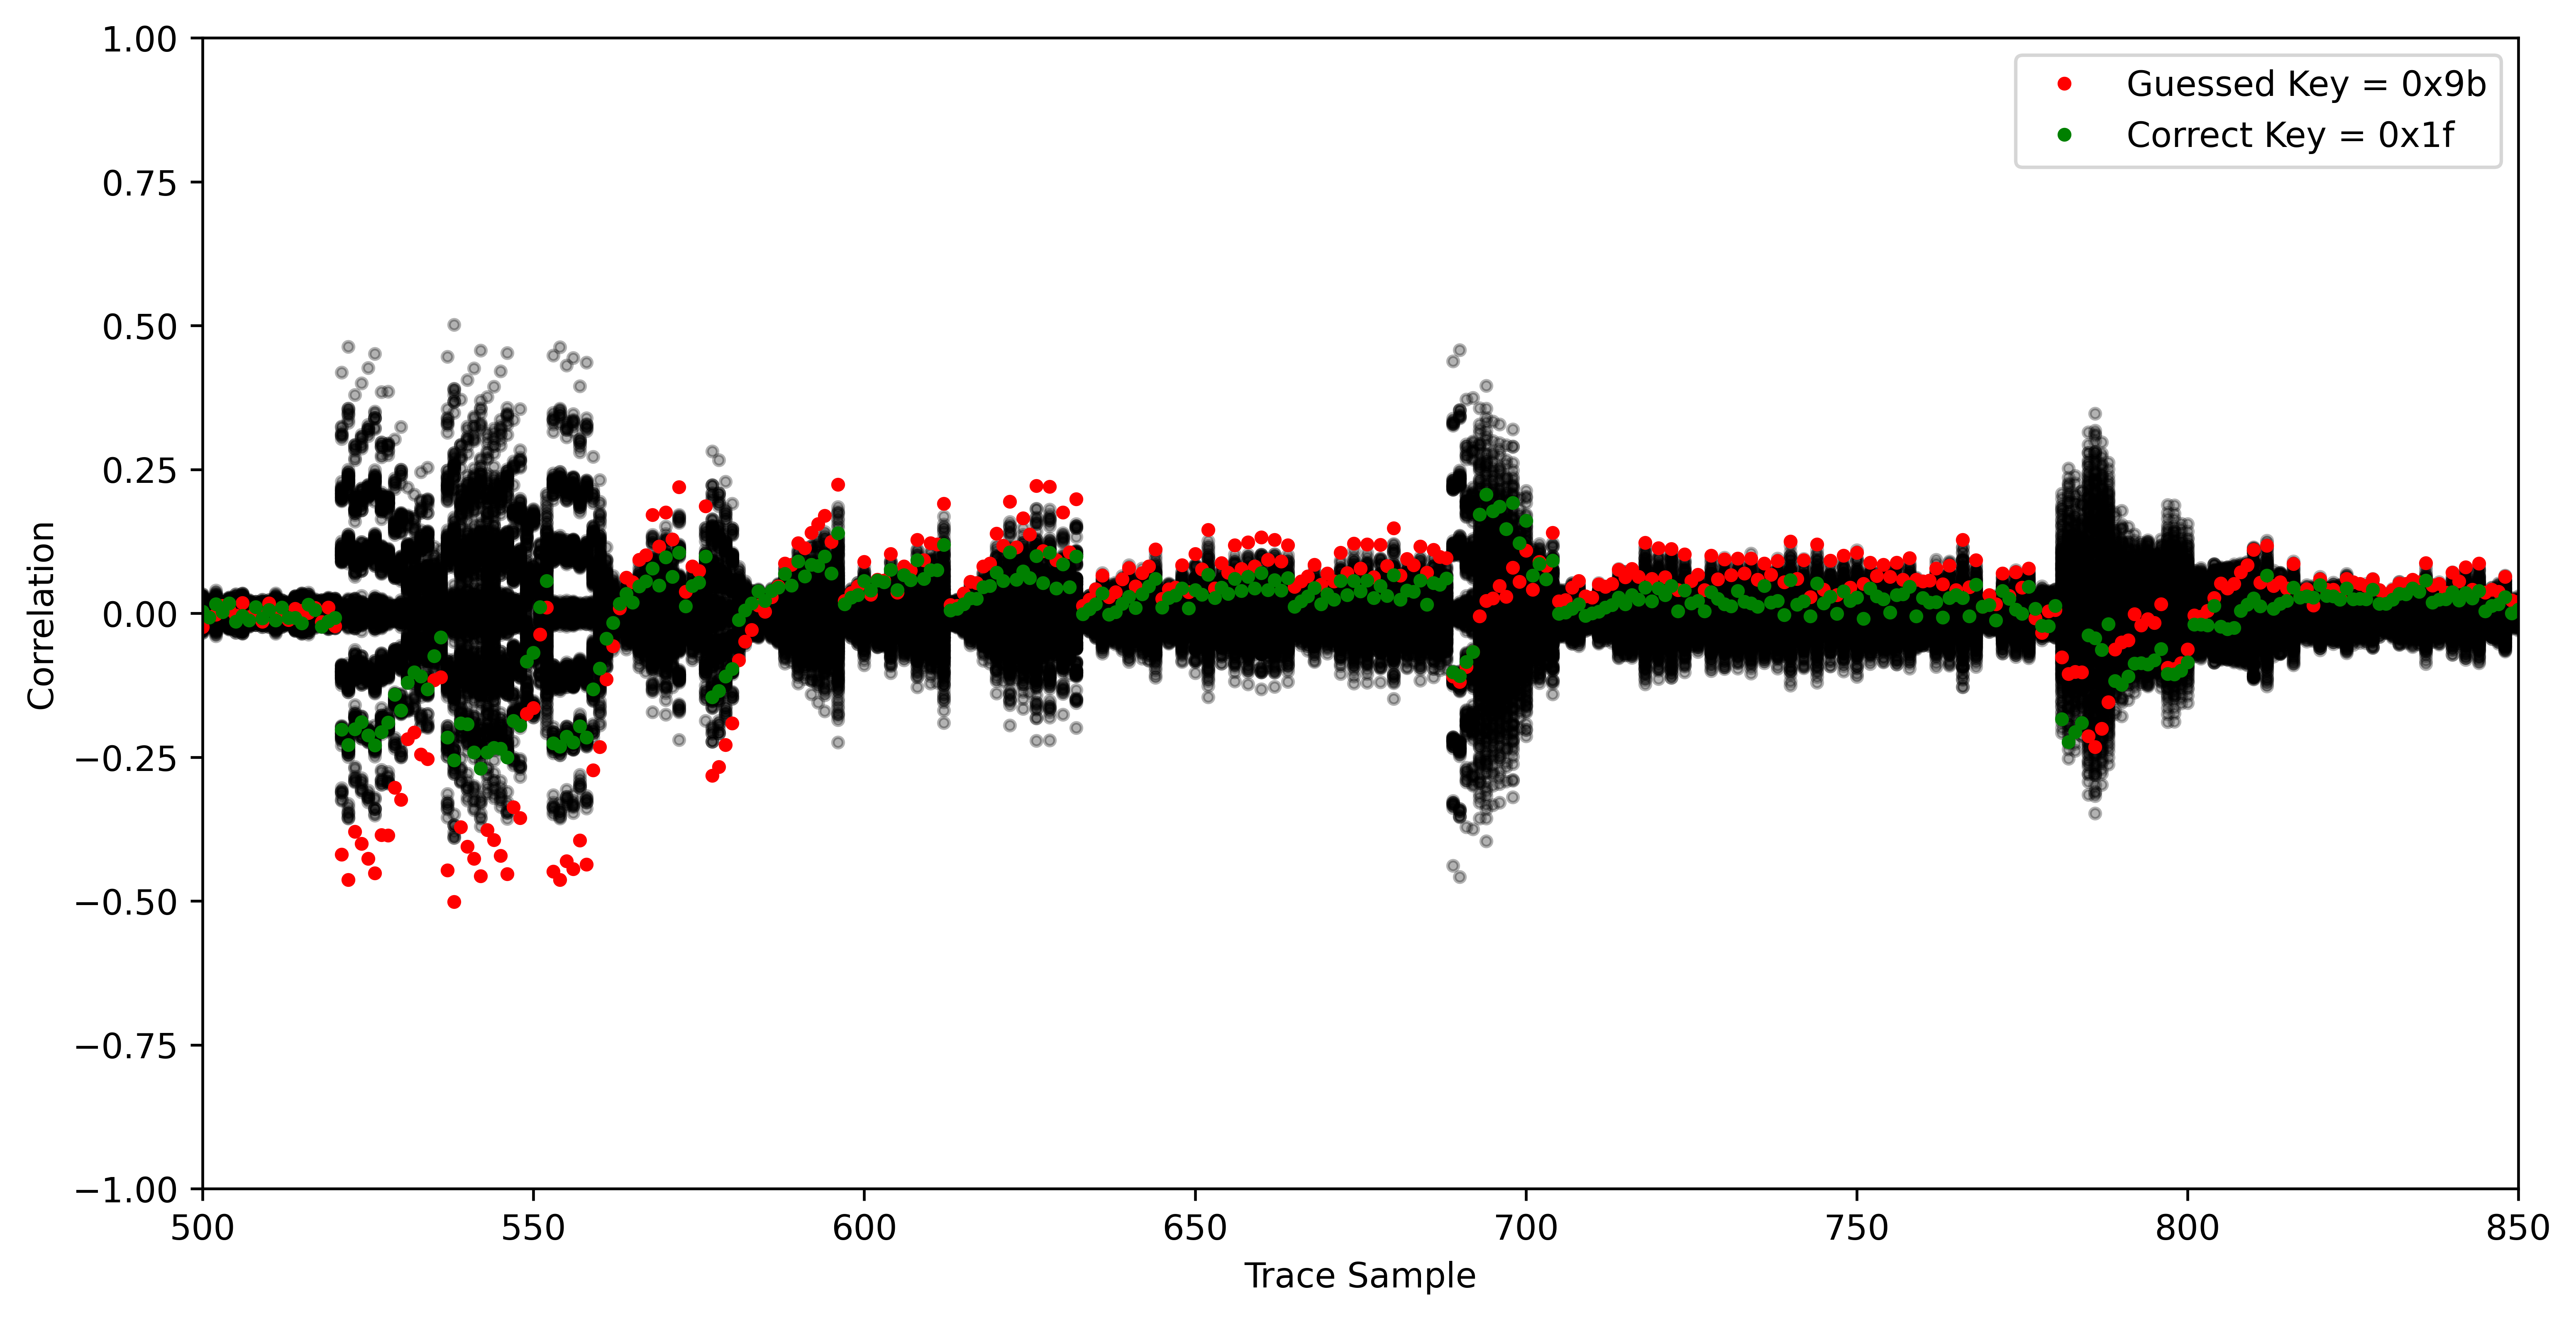 1.00
0.75
0.50
0.25
0.00
−0.25
−0.50
−0.75
−1.00
Correlation
Guessed Key = 0x9b
Correct Key = 0x1f
500 550 600 650 700 750 800 850
Trace Sample